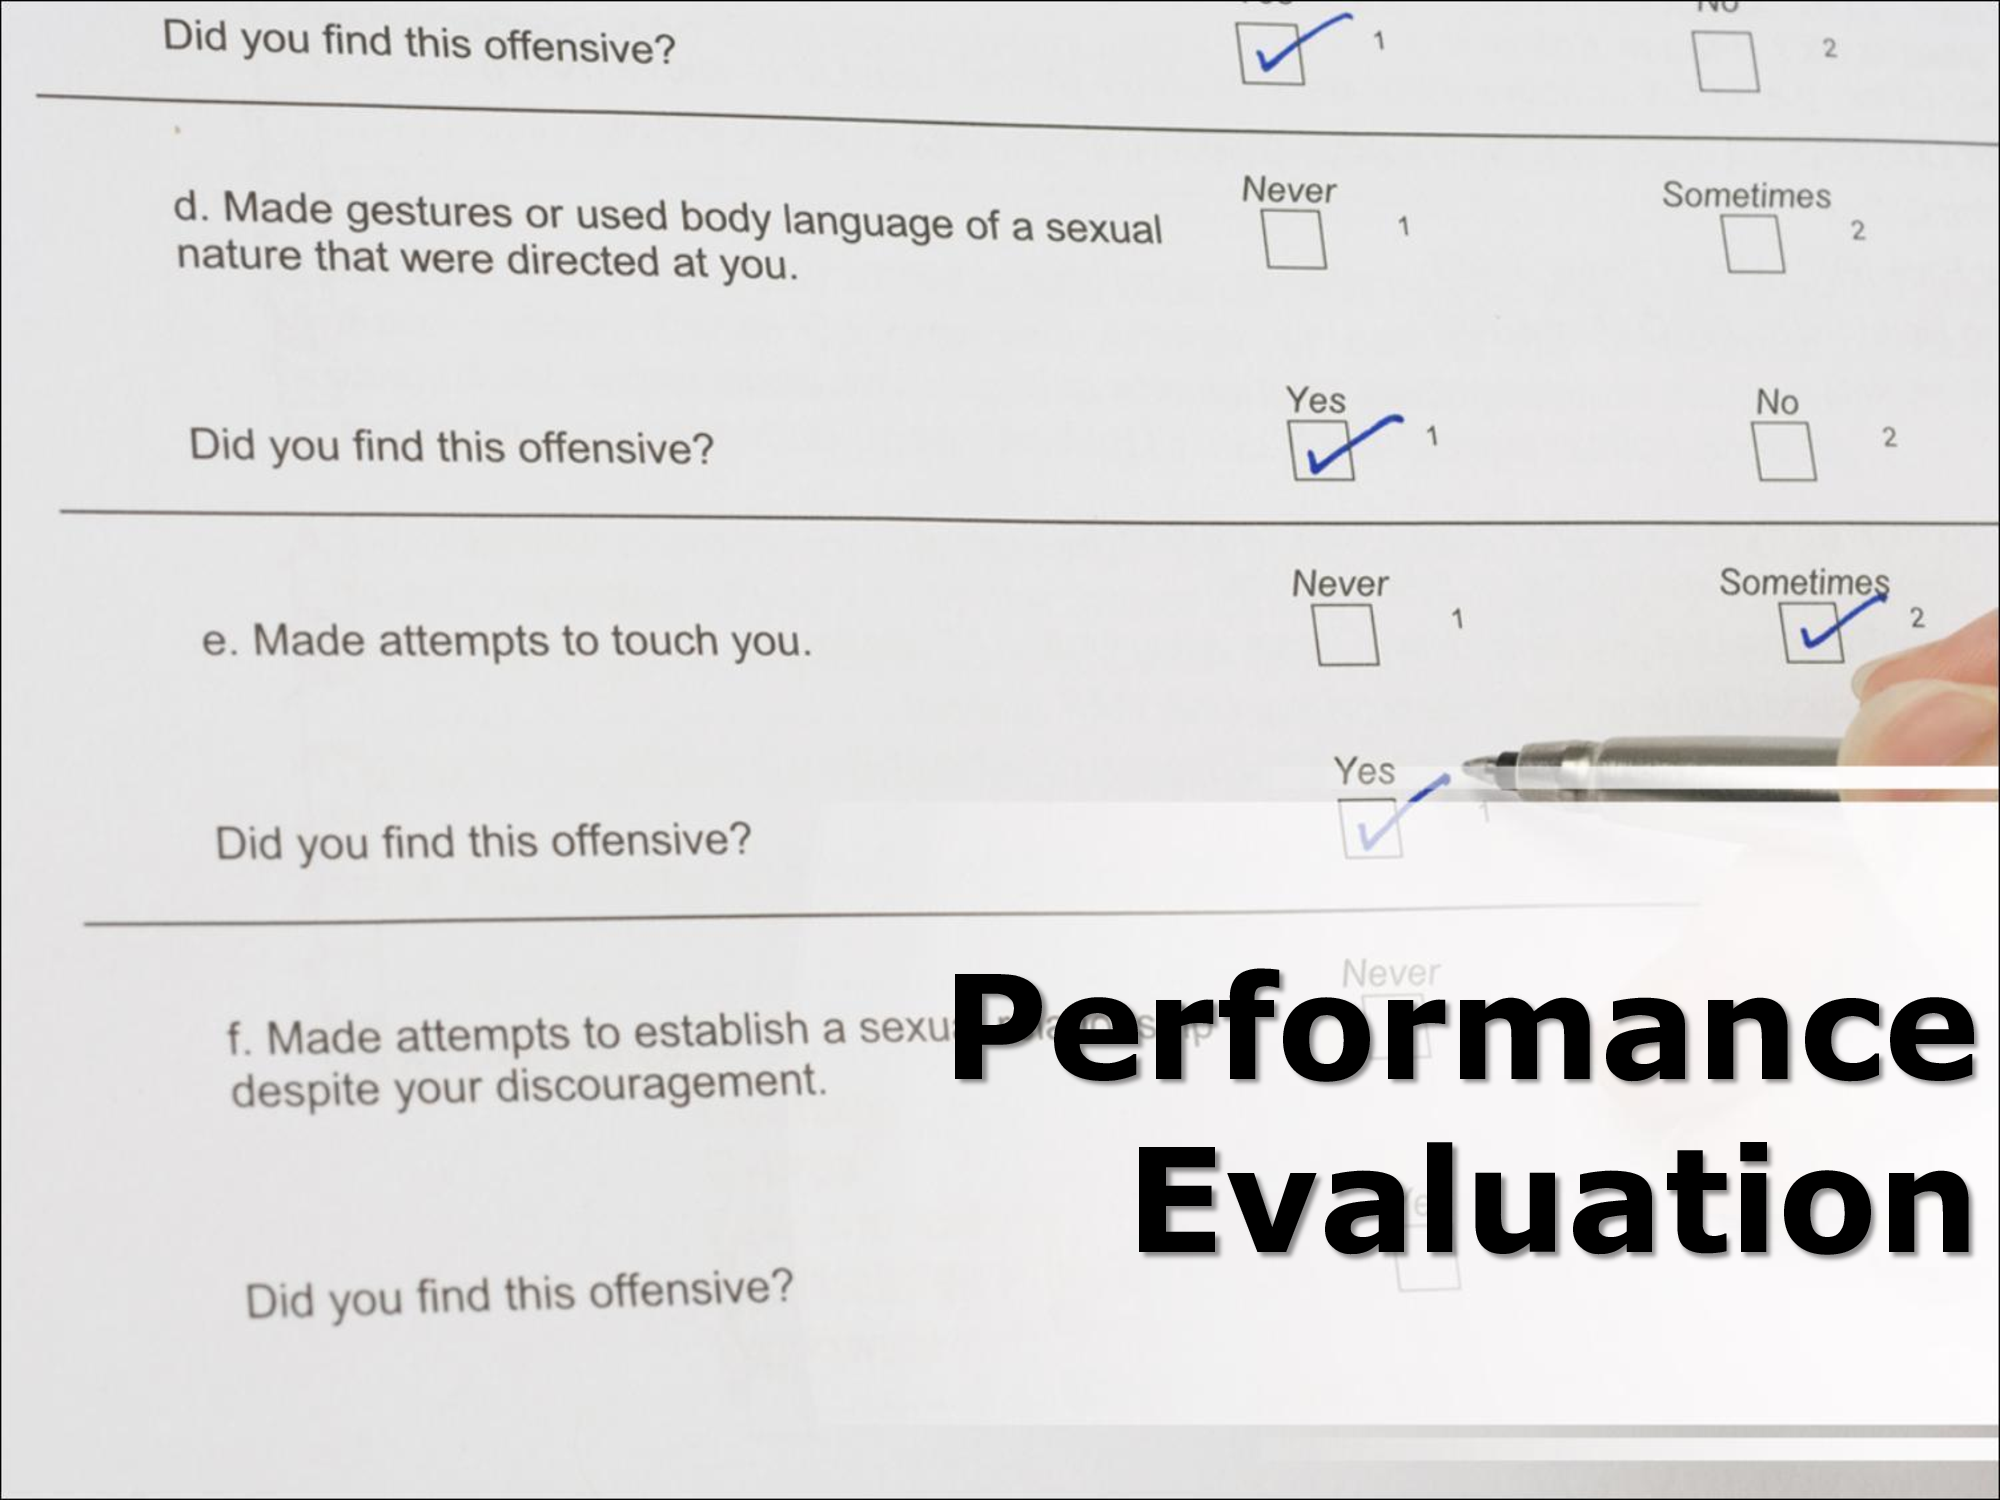 Did you find this offensive?
1
2
d. Made gestures or used body language of a sexual
nature that were directed at you.
Never
1
Sometimes
2
Did you find this offensive?
Yes
1
No
2
e. Made attempts to touch you.
Never
1
Sometimes
2
Did you find this offensive?
Yes
1
f. Made attempts to establish a
despite your discouragement.
Never
Did you find this offensive?
Performance
Evaluation